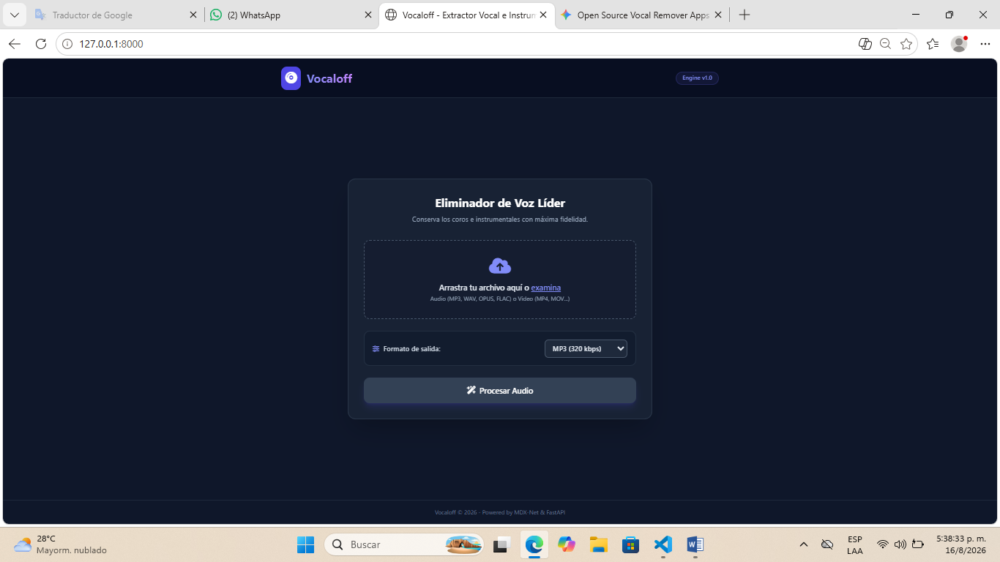 Traductor de Google
(2) WhatsApp
Vocaloff - Extractor Vocal e Instrum
Open Source Vocal Remover Apps
127.0.0.1:8000
Vocaloff
Engine v1.0
Eliminador de Voz Líder
Conserva los coros e instrumentales con máxima fidelidad.
Arrastra tu archivo aquí o examina
Audio (MP3, WAV, OPUS, FLAC) o Video (MP4, MOV...)
Formato de salida:
MP3 (320 kbps)
Procesar Audio
Vocaloff © 2026 - Powered by MDX-Net & FastAPI
28°C
Mayorm. nublado
Buscar
ESP
LAA
5:38:33 p. m.
16/8/2026